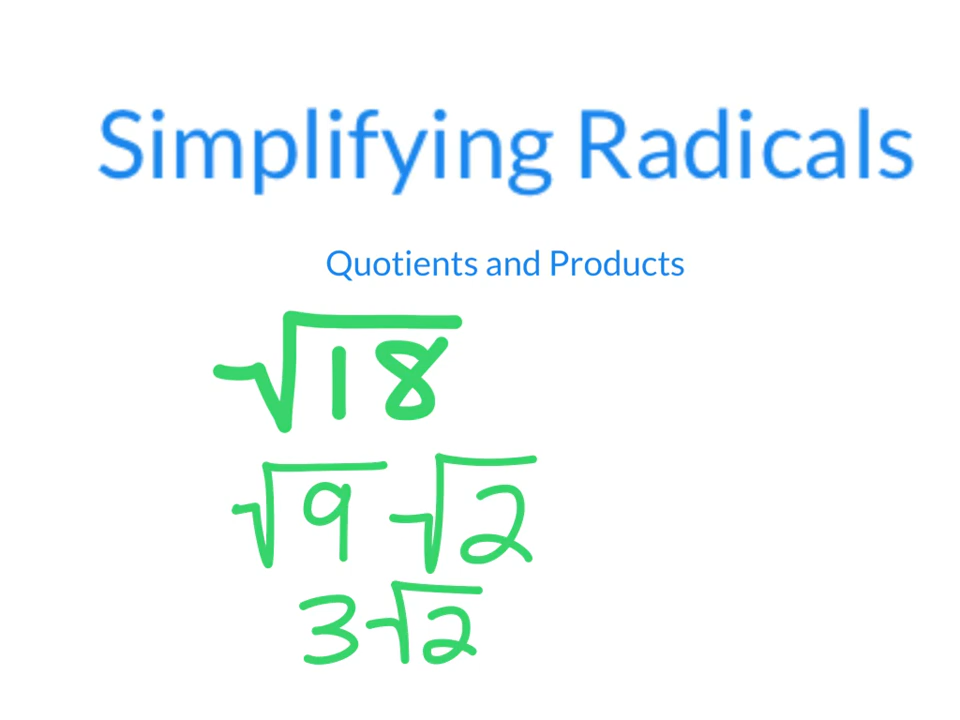 Simplifying Radicals
Quotients and Products
√18
√9 √2
3√2